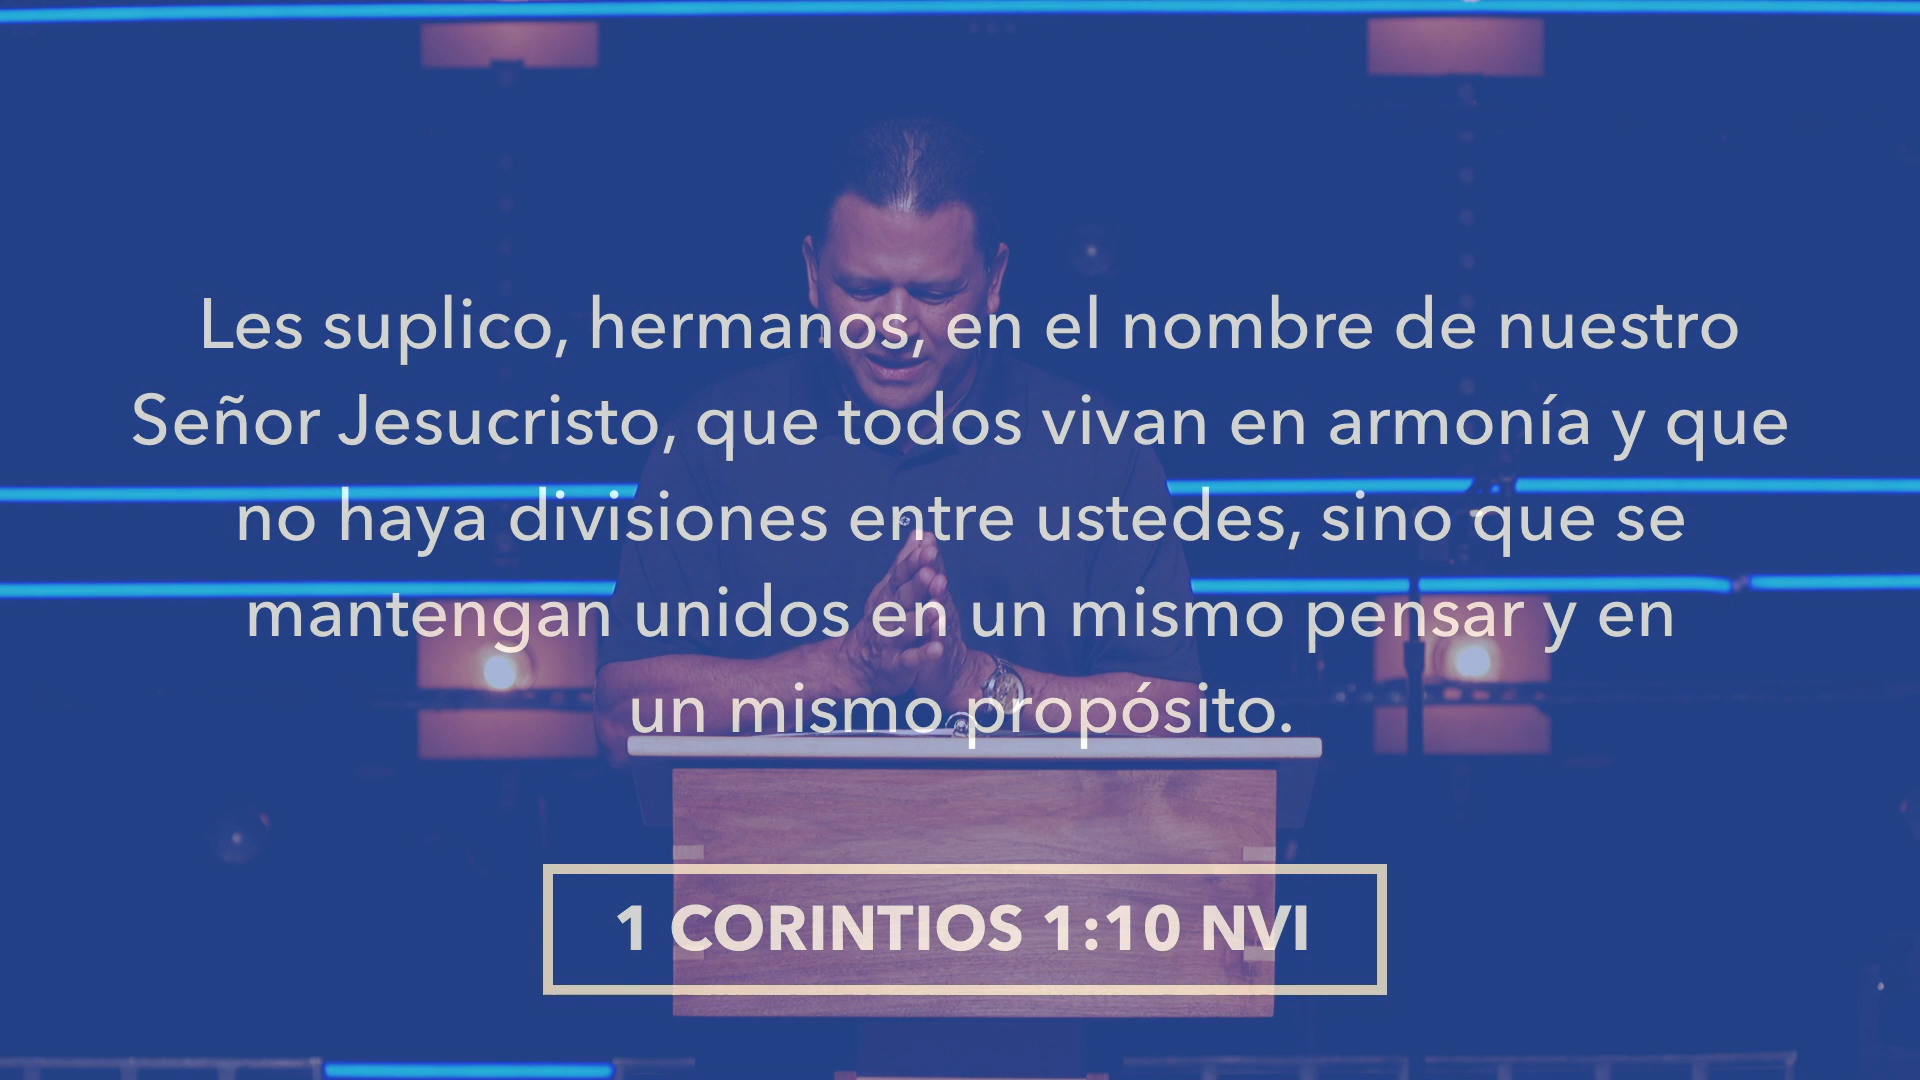 Les suplico, hermanos, en el nombre de nuestro
Señor Jesucristo, que todos vivan en armonía y que
no haya divisiones entre ustedes, sino que se
mantengan unidos en un mismo pensar y en
un mismo propósito.
1 CORINTIOS 1:10 NVI